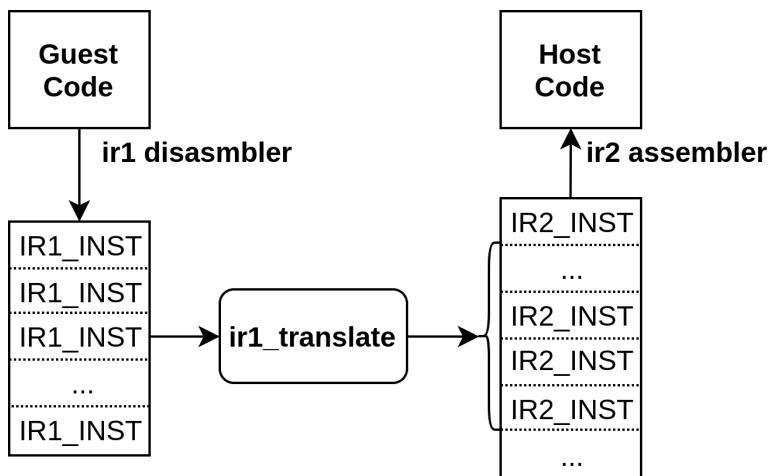 Guest
Code
ir1 disasmbler
IR1_INST
IR1_INST
IR1_INST
...
IR1_INST
ir1_translate
Host
Code
ir2 assembler
IR2_INST
...
IR2_INST
IR2_INST
IR2_INST
...